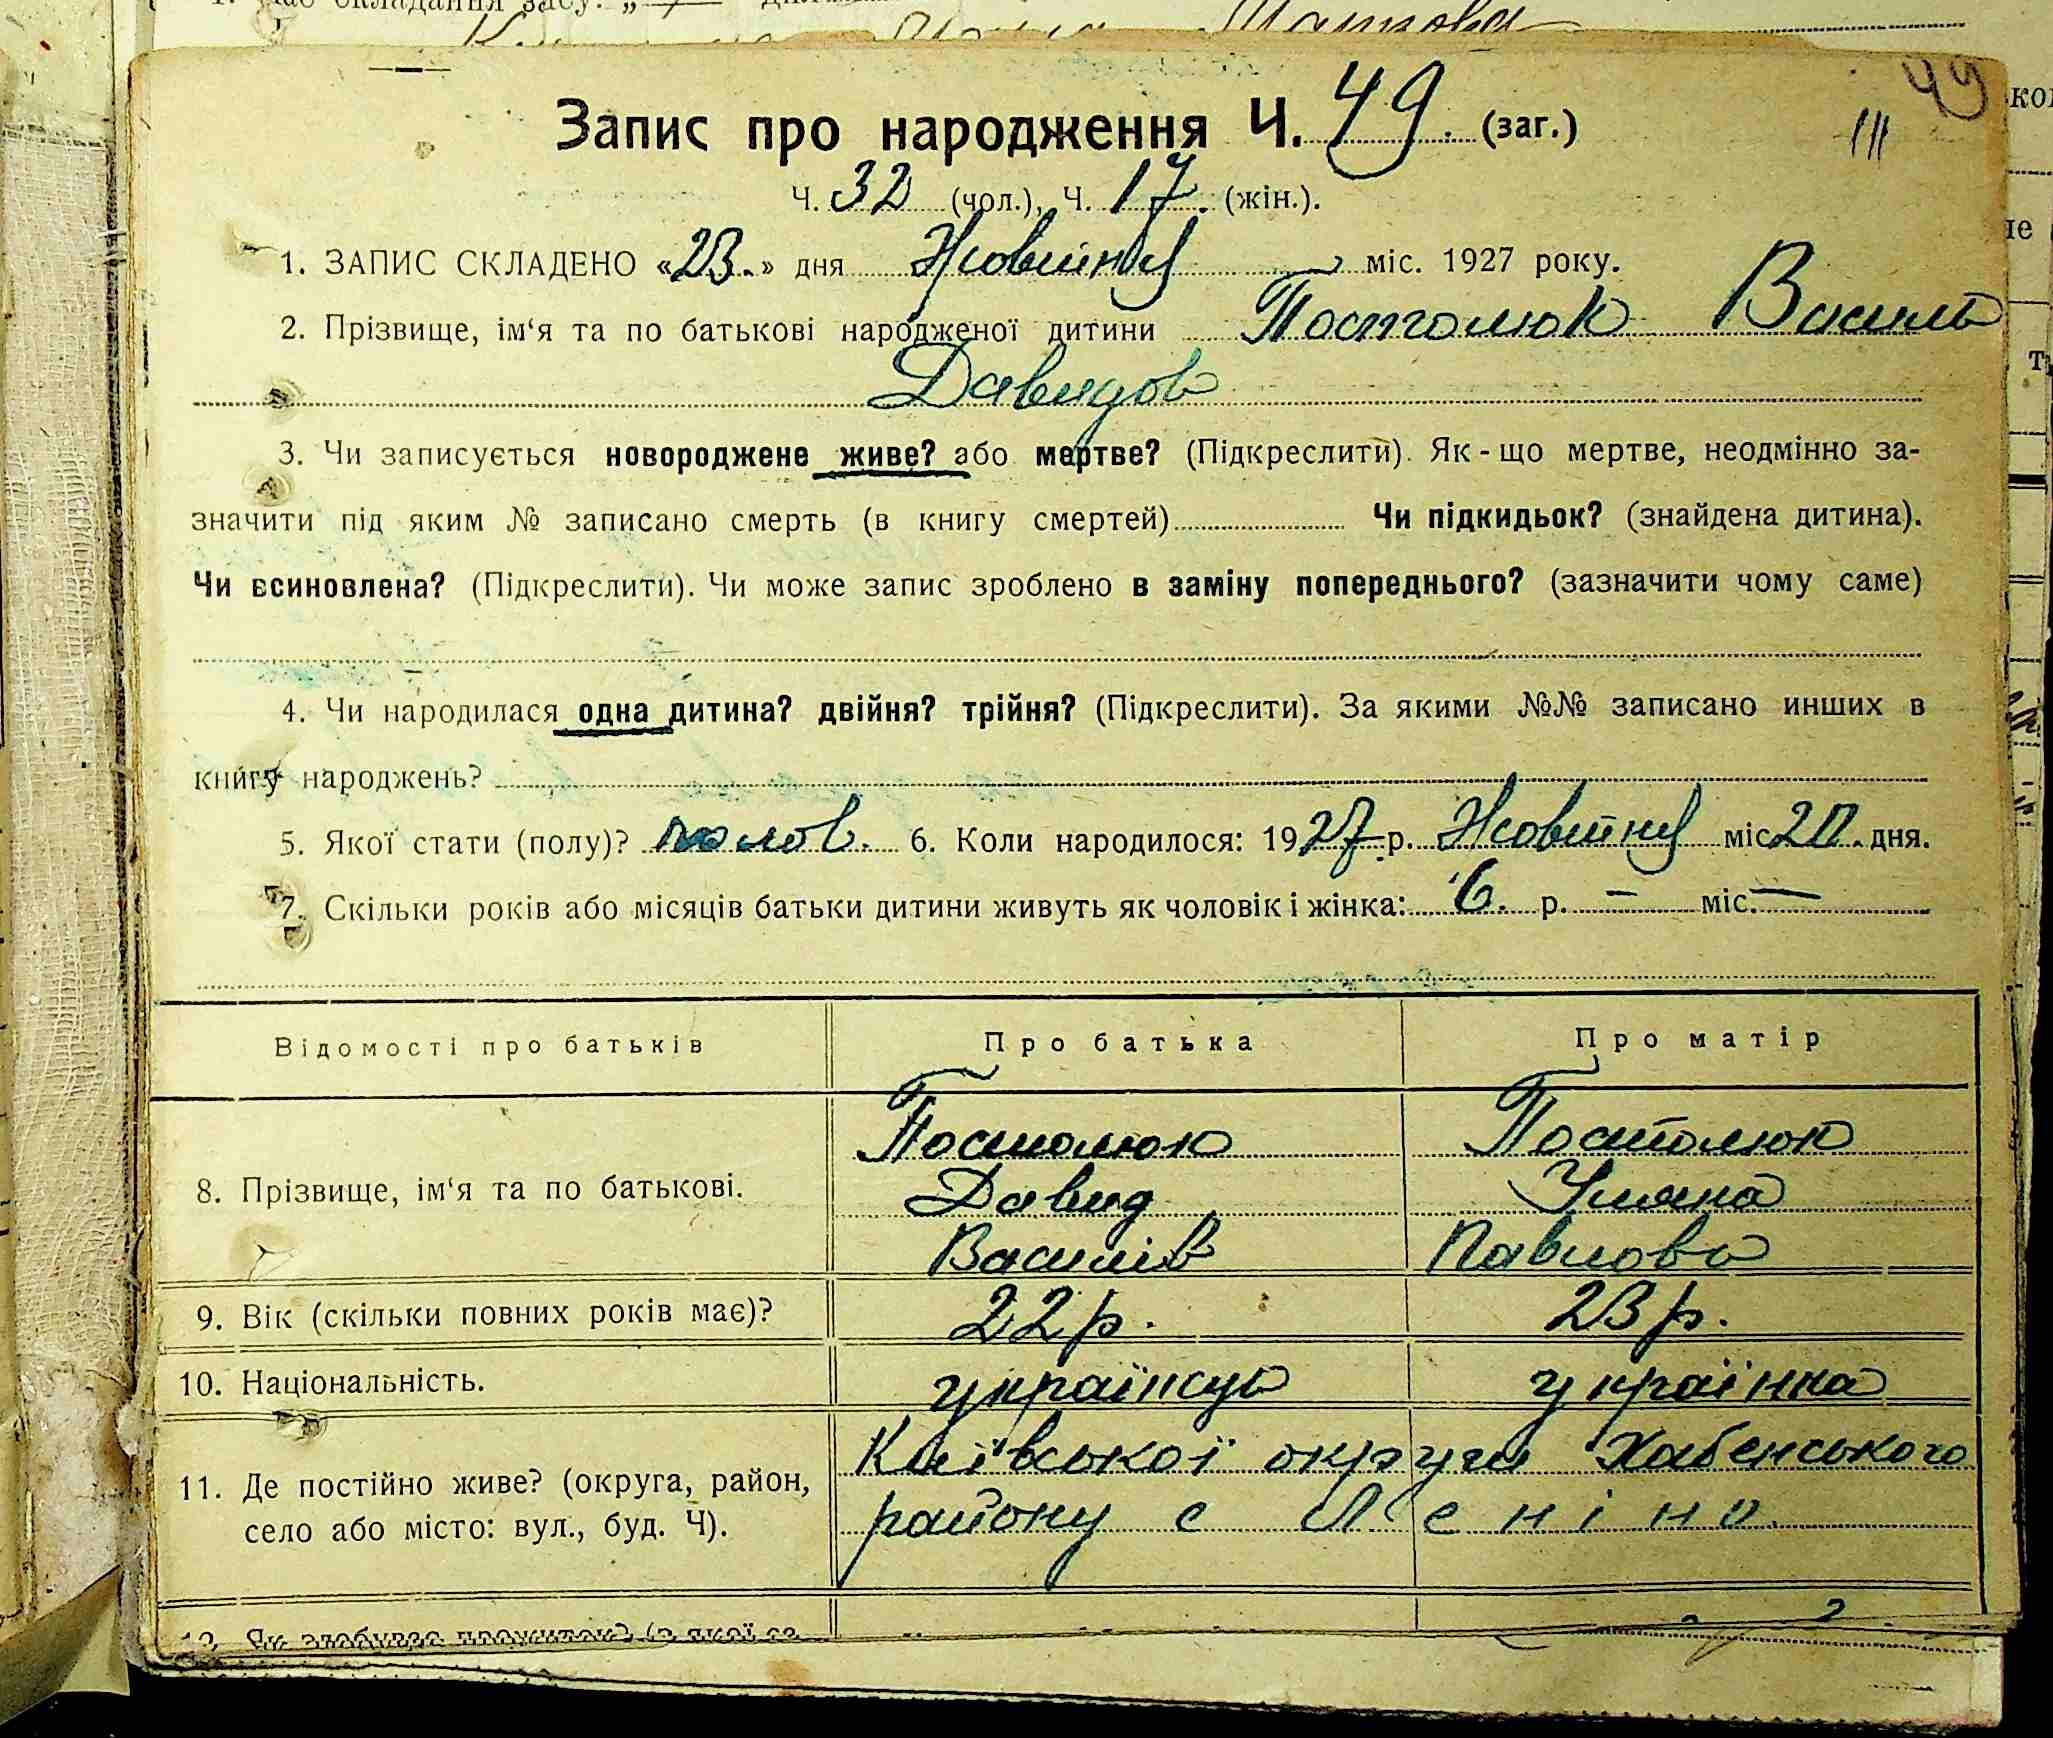 Запис про народження Ч. 49. (заг.)
49
Ч. 32 (чол.), Ч. 17. (жін.).
1. ЗАПИС СКЛАДЕНО «23.» дня Жовтня міс. 1927 року.
2. Прізвище, ім‘я та по батькові народженої дитини Постолюк Василь
Давидов
3. Чи записується новороджене живе? або мертве? (Підкреслити). Як-що мертве, неодмінно за-
значити під яким № записано смерть (в книгу смертей) Чи підкидьок? (знайдена дитина).
Чи всиновлена? (Підкреслити). Чи може запис зроблено в заміну попереднього? (зазначити чому саме)
4. Чи народилася одна дитина? двійня? трійня? (Підкреслити). За якими №№ записано инших в
книгу народжень?
5. Якої стати (полу)? 6. Коли народилося: 1927 р. Жовтня міс 20. дня.
7. Скільки років або місяців батьки дитини живуть як чоловік і жінка: 6. р. — міс. —
Відомості про батьків Про батька Про матір
Постолюк Постолюк
8. Прізвище, ім‘я та по батькові. Давид Уляна
Василів Павлова
9. Вік (скільки повних років має)? 22 р. 23 р.
10. Національність. українець українка
11. Де постійно живе? (округа, район, Київської округи Хабенського
село або місто: вул., буд. Ч). району с Леніно.